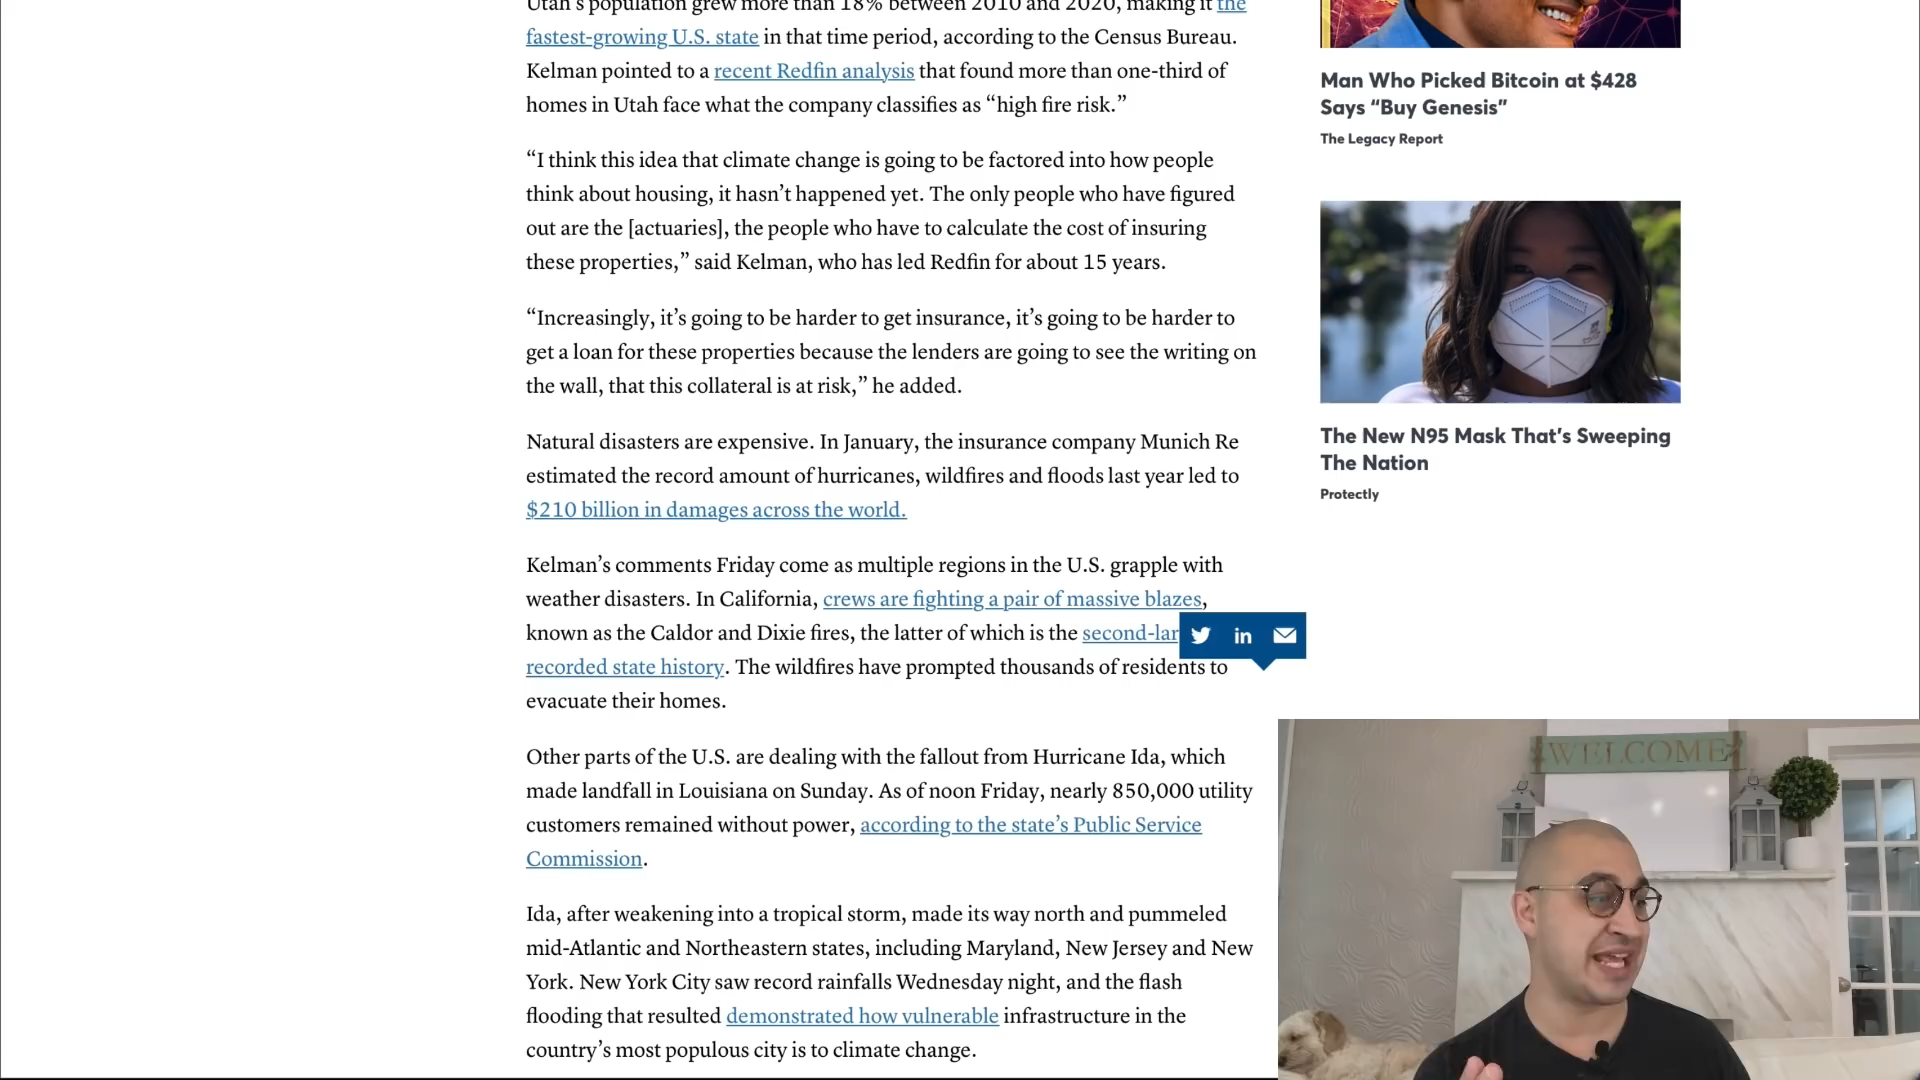 Utah’s population grew more than 18% between 2010 and 2020, making it the
fastest-growing U.S. state in that time period, according to the Census Bureau.
Kelman pointed to a recent Redfin analysis that found more than one-third of
homes in Utah face what the company classifies as “high fire risk.”
“I think this idea that climate change is going to be factored into how people
think about housing, it hasn’t happened yet. The only people who have figured
out are the [actuaries], the people who have to calculate the cost of insuring
these properties,” said Kelman, who has led Redfin for about 15 years.
“Increasingly, it’s going to be harder to get insurance, it’s going to be harder to
get a loan for these properties because the lenders are going to see the writing on
the wall, that this collateral is at risk,” he added.
Natural disasters are expensive. In January, the insurance company Munich Re
estimated the record amount of hurricanes, wildfires and floods last year led to
$210 billion in damages across the world.
Kelman’s comments Friday come as multiple regions in the U.S. grapple with
weather disasters. In California, crews are fighting a pair of massive blazes,
known as the Caldor and Dixie fires, the latter of which is the second-lar
recorded state history. The wildfires have prompted thousands of residents to
evacuate their homes.
Other parts of the U.S. are dealing with the fallout from Hurricane Ida, which
made landfall in Louisiana on Sunday. As of noon Friday, nearly 850,000 utility
customers remained without power, according to the state’s Public Service
Commission.
Ida, after weakening into a tropical storm, made its way north and pummeled
mid-Atlantic and Northeastern states, including Maryland, New Jersey and New
York. New York City saw record rainfalls Wednesday night, and the flash
flooding that resulted demonstrated how vulnerable infrastructure in the
country’s most populous city is to climate change.
Man Who Picked Bitcoin at $428
Says “Buy Genesis”
The Legacy Report
The New N95 Mask That’s Sweeping
The Nation
Protectly
in
WELCOME